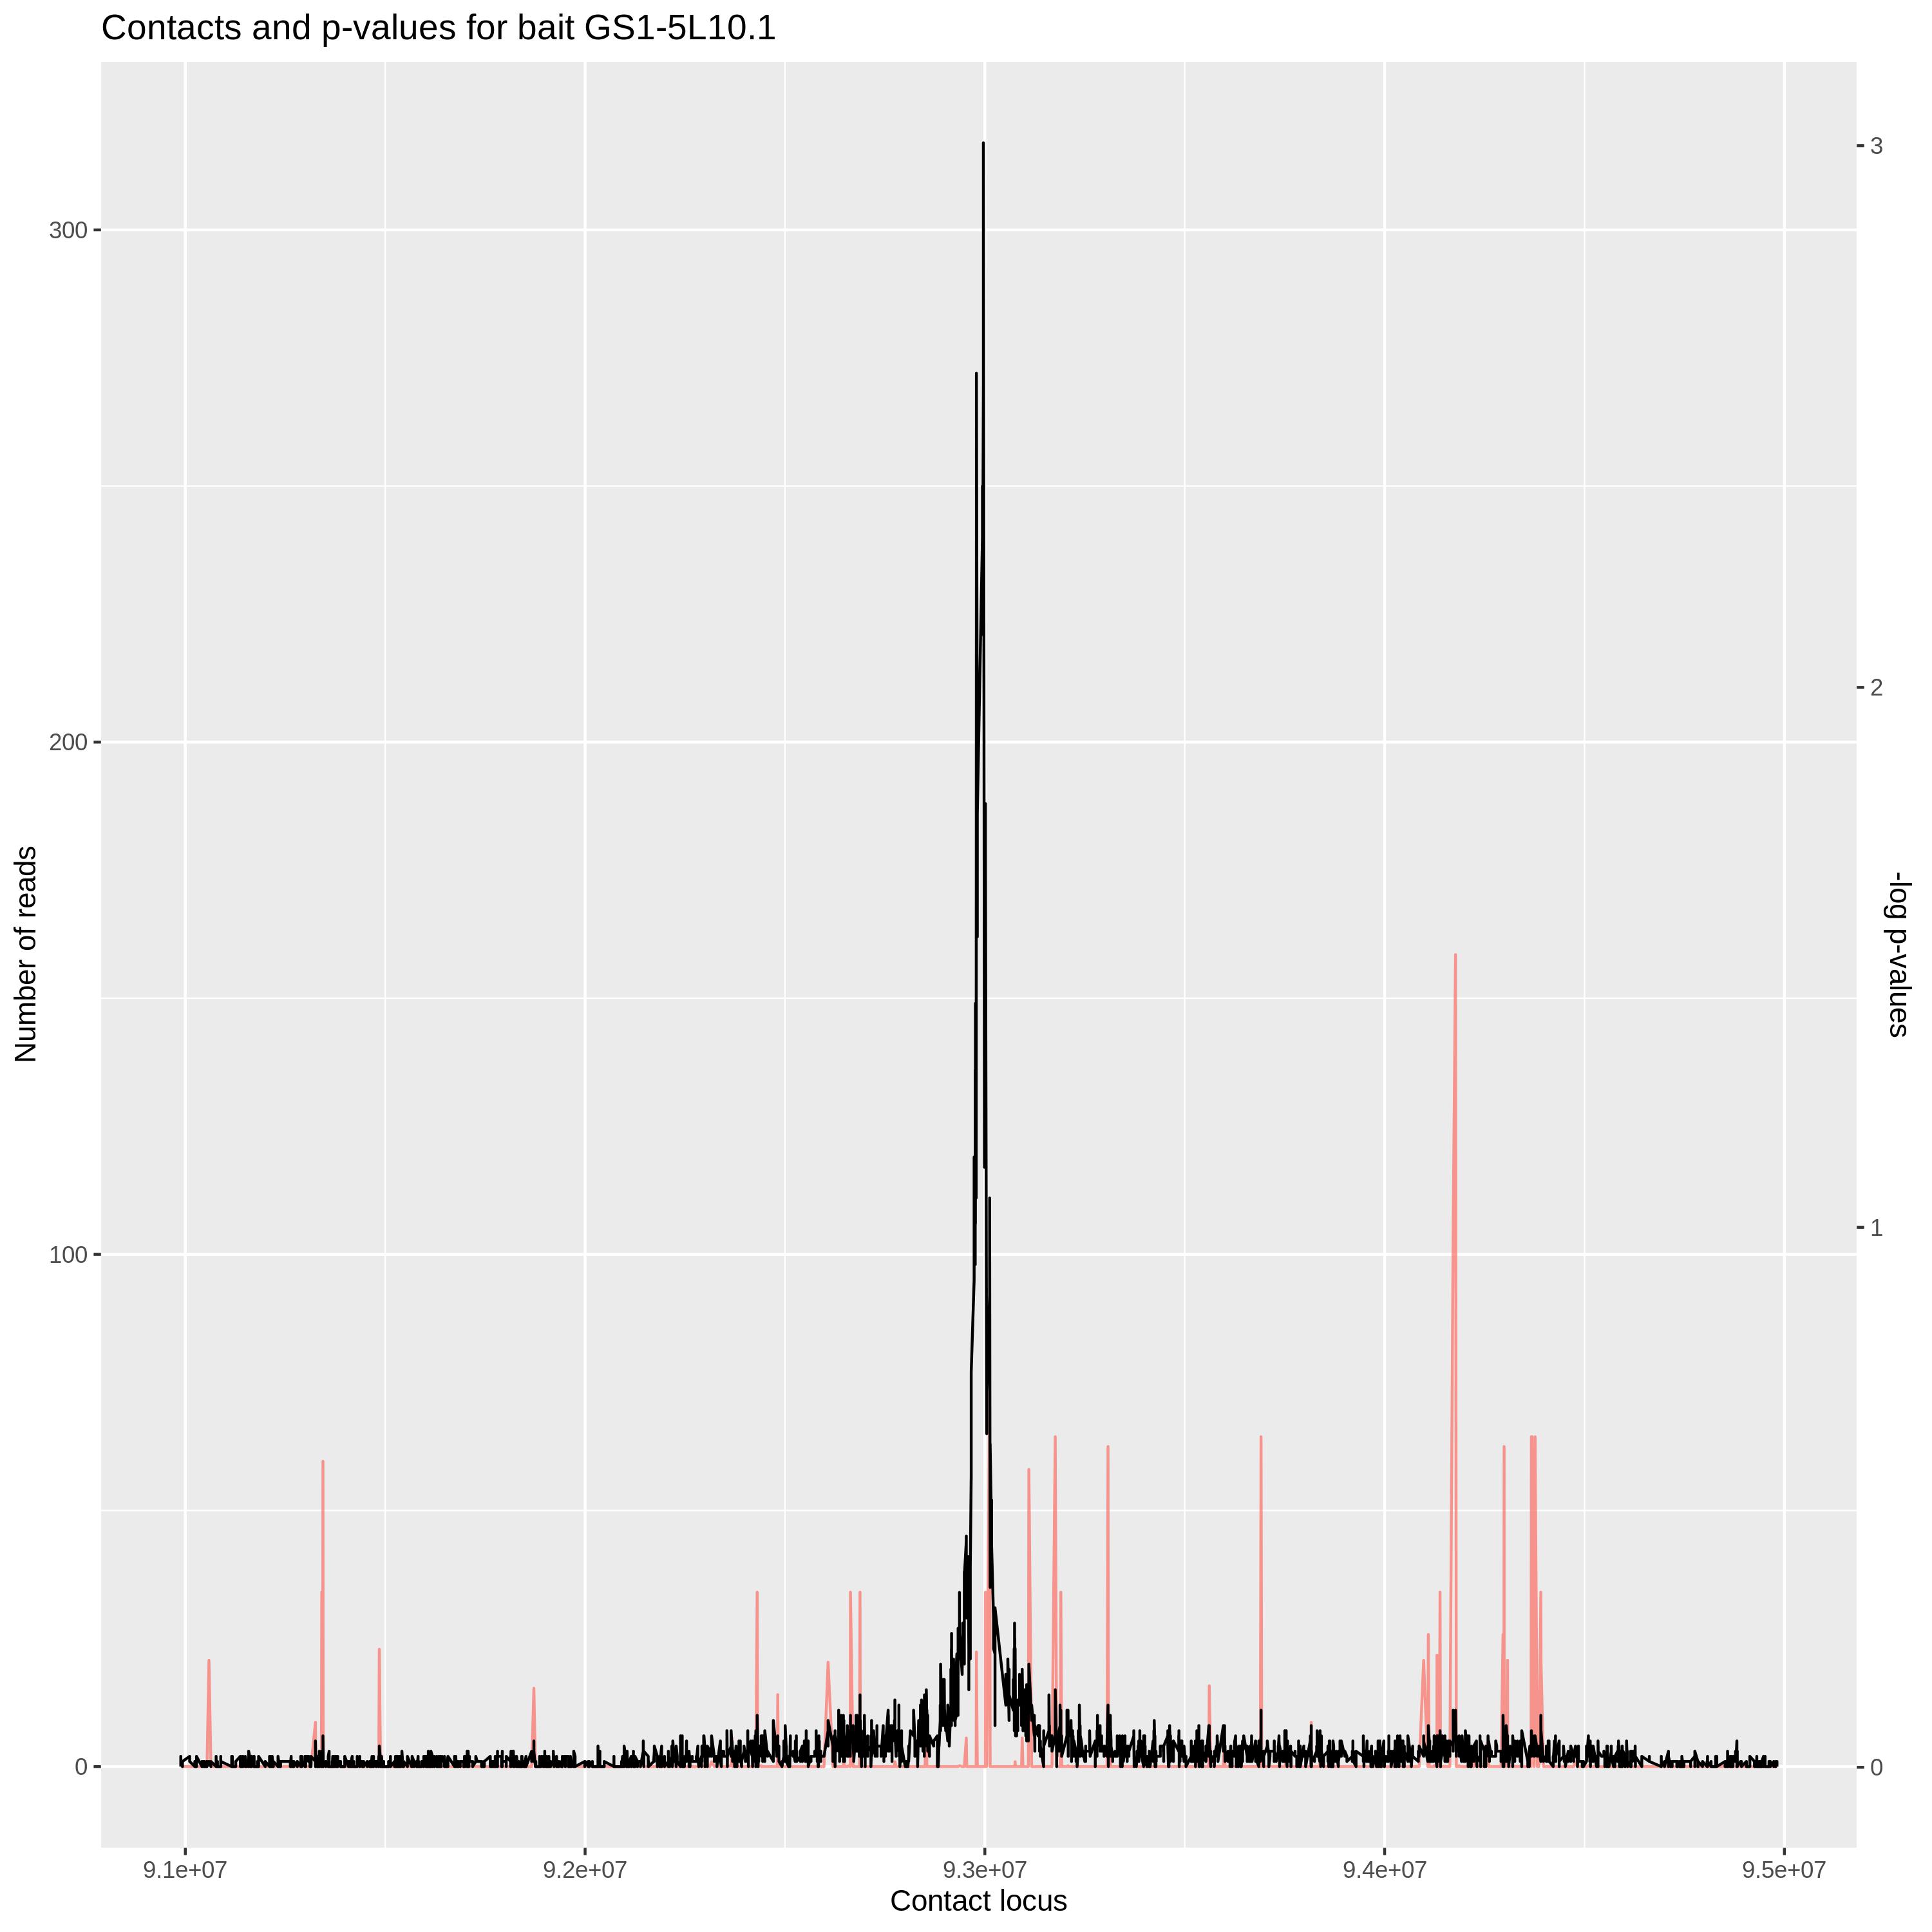 Contacts and p-values for bait GS1-5L10.1
Number of reads
300
200
100
0
3
2
1
0
-log p-values
9.1e+07 9.2e+07 9.3e+07 9.4e+07 9.5e+07
Contact locus